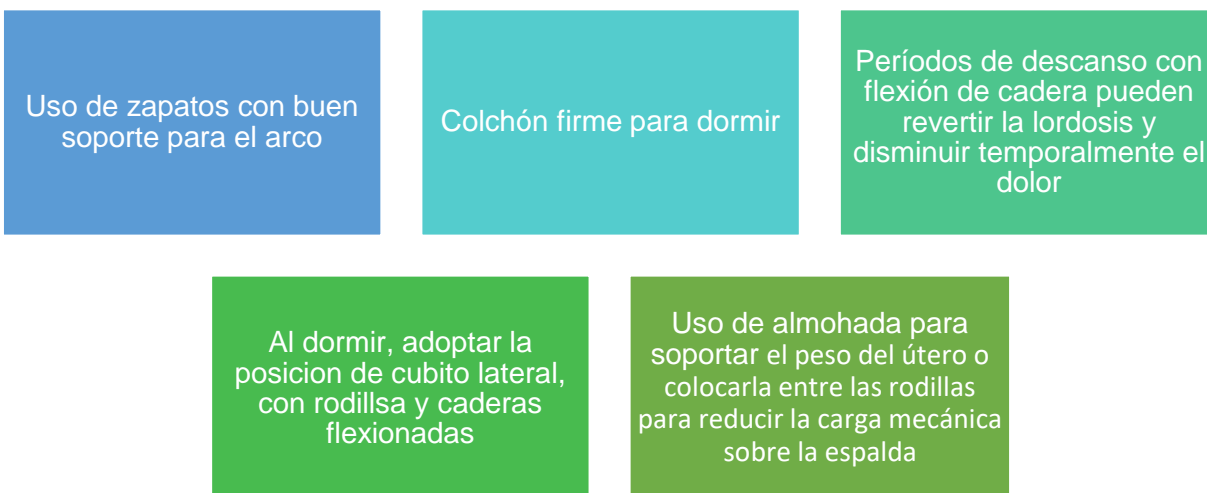 Uso de zapatos con buen
soporte para el arco
Colchón firme para dormir
Períodos de descanso con
flexión de cadera pueden
revertir la lordosis y
disminuir temporalmente el
dolor
Al dormir, adoptar la
posicion de cubito lateral,
con rodillsa y caderas
flexionadas
Uso de almohada para
soportar el peso del útero o
colocarla entre las rodillas
para reducir la carga mecánica
sobre la espalda